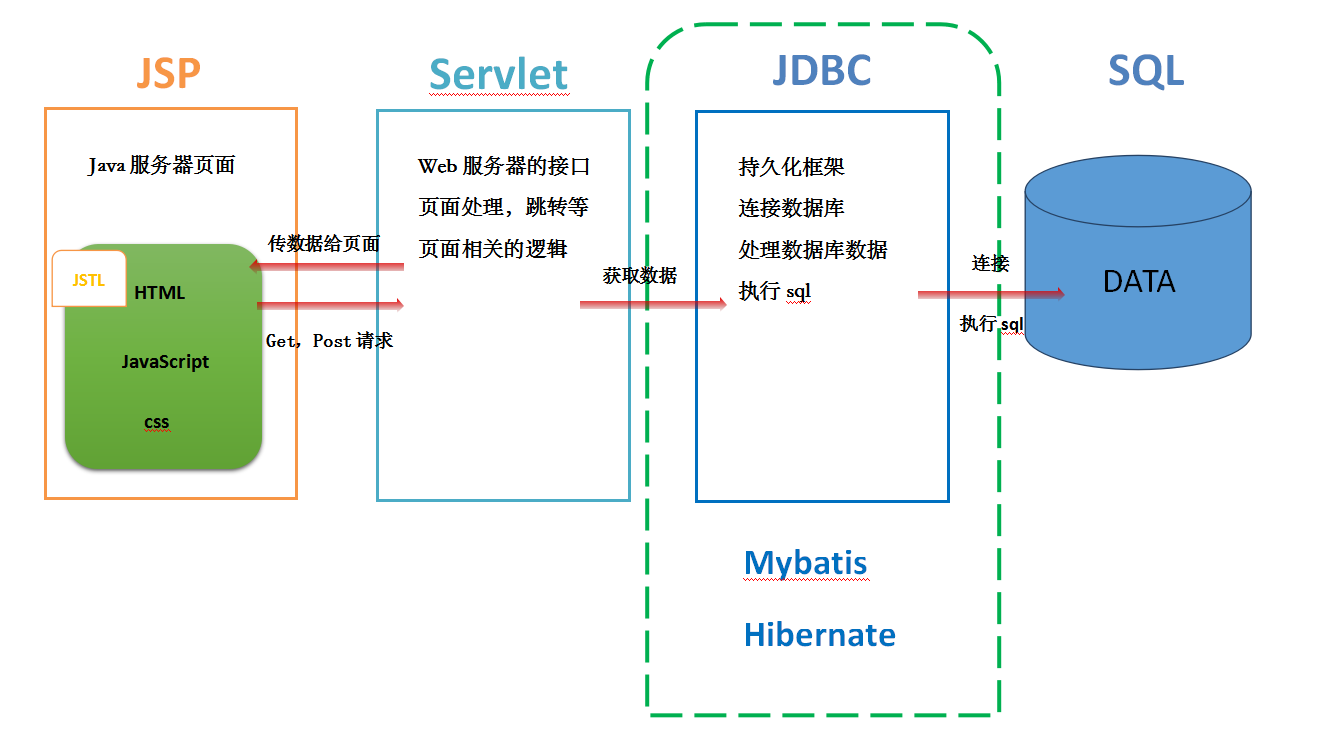 JSP
Servlet
JDBC
SQL
Java 服务器页面
JSTL
HTML
JavaScript
css
传数据给页面
Get，Post 请求
Web 服务器的接口
页面处理，跳转等
页面相关的逻辑
获取数据
持久化框架
连接数据库
处理数据库数据
执行 sql
Mybatis
Hibernate
连接
执行 sql
DATA